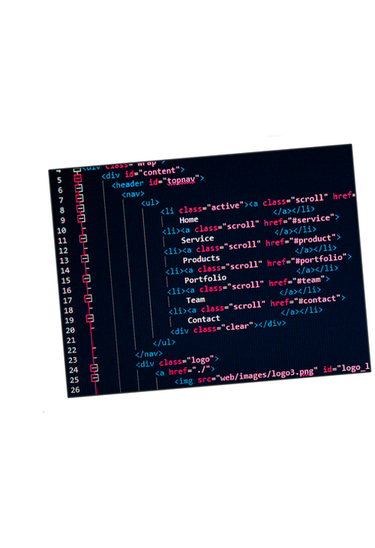 4 <div class="wrap">
5 <div id="content">
6 <header id="topnav">
7 <nav>
8 <ul>
9 <li class="active"><a class="scroll" href=
10 Home </a></li>
11 <li><a class="scroll" href="#service">
12 Service </a></li>
13 <li><a class="scroll" href="#product">
14 Products </a></li>
15 <li><a class="scroll" href="#portfolio">
16 Portfolio </a></li>
17 <li><a class="scroll" href="#team">
18 Team </a></li>
19 <li><a class="scroll" href="#contact">
20 Contact </a></li>
21 <div class="clear"></div>
22 </ul>
23 </nav>
24 <div class="logo">
25 <a href="./">
26 <img src="web/images/logo3.png" id="logo_l